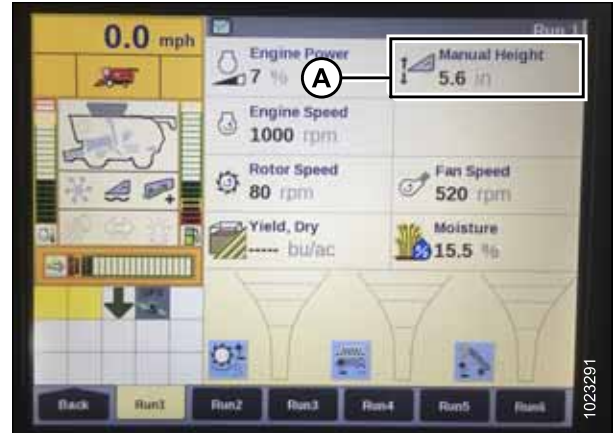 0.0 mph
Run 1
Engine Power
7 %
A
Manual Height
5.6 in
Engine Speed
1000 rpm
Rotor Speed
80 rpm
Fan Speed
520 rpm
Yield, Dry
----- bu/ac
Moisture
15.5 %
Back
Run1
Run2
Run3
Run4
Run5
Run6
1023291